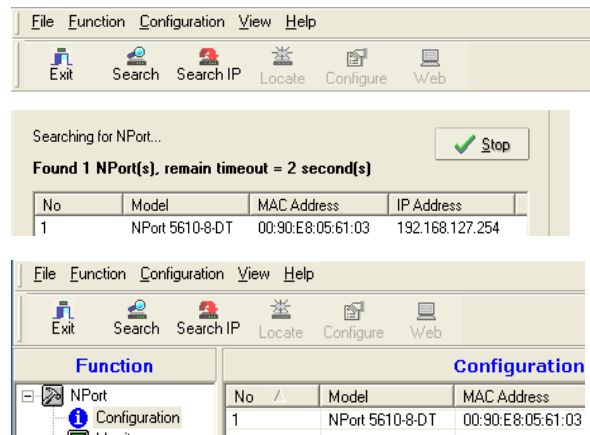 File Function Configuration View Help
Exit Search Search IP Locate Configure Web
Searching for NPort...
Stop
Found 1 NPort(s), remain timeout = 2 second(s)
No Model MAC Address IP Address
1 NPort 5610-8-DT 00:90:E8:05:61:03 192.168.127.254
File Function Configuration View Help
Exit Search Search IP Locate Configure Web
Function Configuration
NPort No Model MAC Address
Configuration 1 NPort 5610-8-DT 00:90:E8:05:61:03